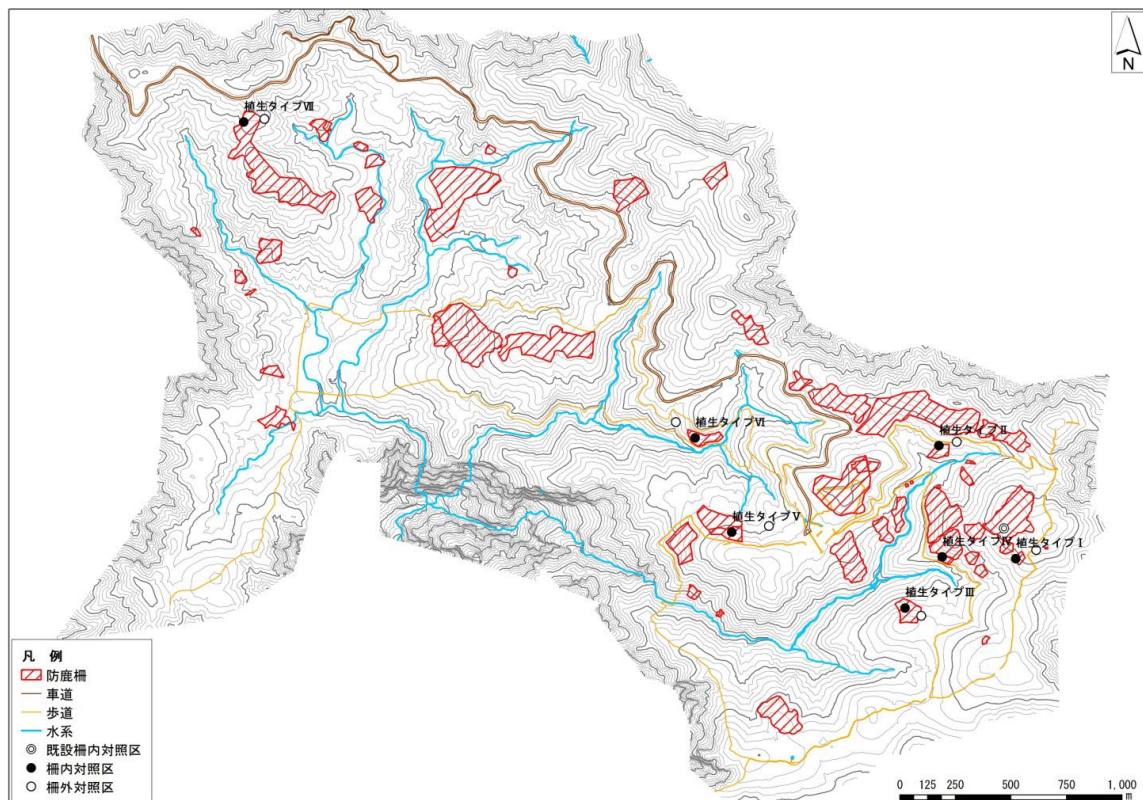 N
植生タイプⅦ
植生タイプⅥ
植生タイプⅡ
植生タイプⅤ
植生タイプⅣ
植生タイプⅠ
植生タイプⅢ
凡 例
防鹿柵
車道
歩道
水系
既設柵内対照区
柵内対照区
柵外対照区
0 125 250 500 750 1,000
m